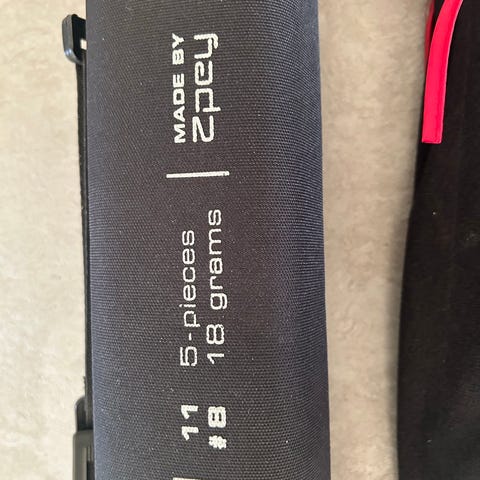 11 5-pieces | MADE BY
#8 18 grams | zpey